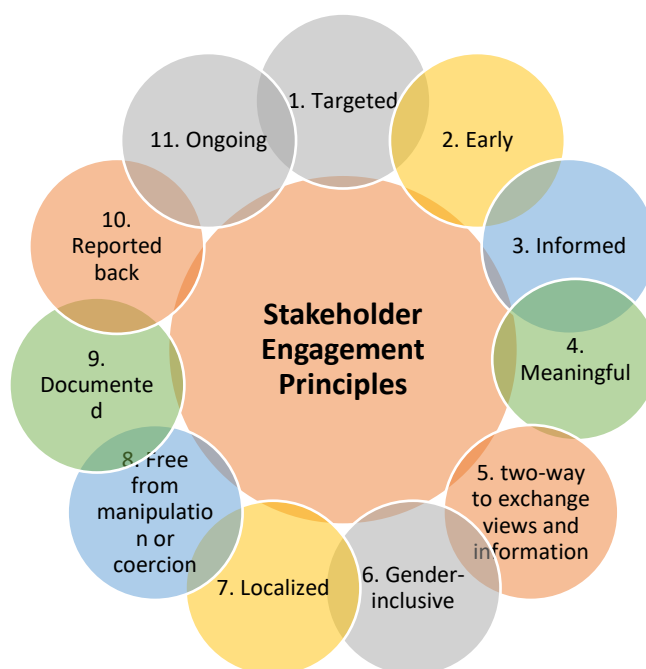 Stakeholder
Engagement
Principles
1. Targeted
2. Early
3. Informed
4.
Meaningful
5. two-way
to exchange
views and
information
6. Gender-
inclusive
7. Localized
8. Free
from
manipulatio
n or
coercion
9.
Documente
d
10.
Reported
back
11. Ongoing